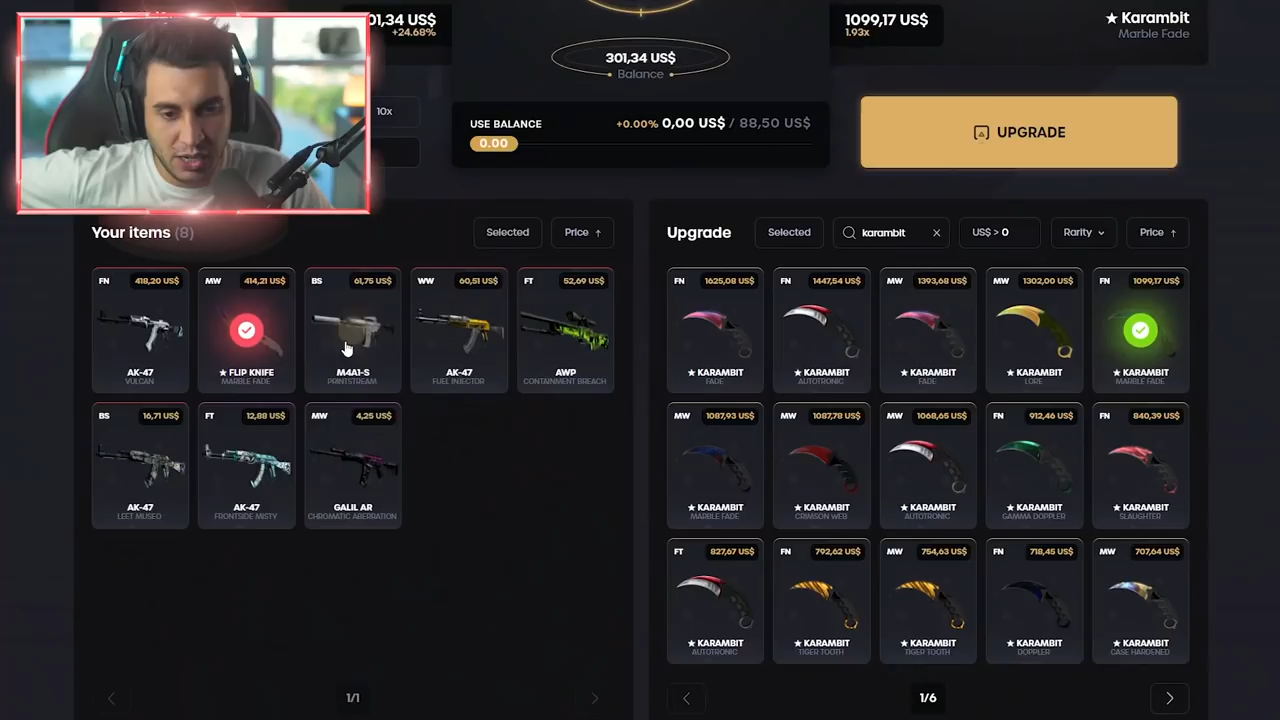 01,34 US$
+24.68%
1099,17 US$
1.93x
★ Karambit
Marble Fade
301,34 US$
Balance
10x
USE BALANCE
+0.00% 0,00 US$ / 88,50 US$
0.00
UPGRADE
Your items (8)
Selected
Price ↑
Upgrade
Selected
karambit
US$ > 0
Rarity
Price ↑
FN 418,20 US$
AK-47
VULCAN
MW 414,21 US$
★ FLIP KNIFE
MARBLE FADE
BS 61,75 US$
M4A1-S
PRINTSTREAM
WW 60,51 US$
AK-47
FUEL INJECTOR
FT 52,69 US$
AWP
CONTAINMENT BREACH
BS 16,71 US$
AK-47
LEET MUSEO
FT 12,88 US$
AK-47
FRONTSIDE MISTY
MW 4,25 US$
GALIL AR
CHROMATIC ABERRATION
1/1
FN 1625,08 US$
★ KARAMBIT
FADE
FN 1447,54 US$
★ KARAMBIT
AUTOTRONIC
MW 1393,68 US$
★ KARAMBIT
FADE
MW 1302,00 US$
★ KARAMBIT
LORE
FN 1099,17 US$
★ KARAMBIT
MARBLE FADE
MW 1087,93 US$
★ KARAMBIT
MARBLE FADE
MW 1087,78 US$
★ KARAMBIT
CRIMSON WEB
MW 1068,65 US$
★ KARAMBIT
AUTOTRONIC
FN 912,46 US$
★ KARAMBIT
GAMMA DOPPLER
FN 840,39 US$
★ KARAMBIT
SLAUGHTER
FT 827,67 US$
★ KARAMBIT
AUTOTRONIC
FN 792,62 US$
★ KARAMBIT
TIGER TOOTH
MW 754,63 US$
★ KARAMBIT
TIGER TOOTH
FN 718,45 US$
★ KARAMBIT
DOPPLER
MW 707,64 US$
★ KARAMBIT
CASE HARDENED
1/6